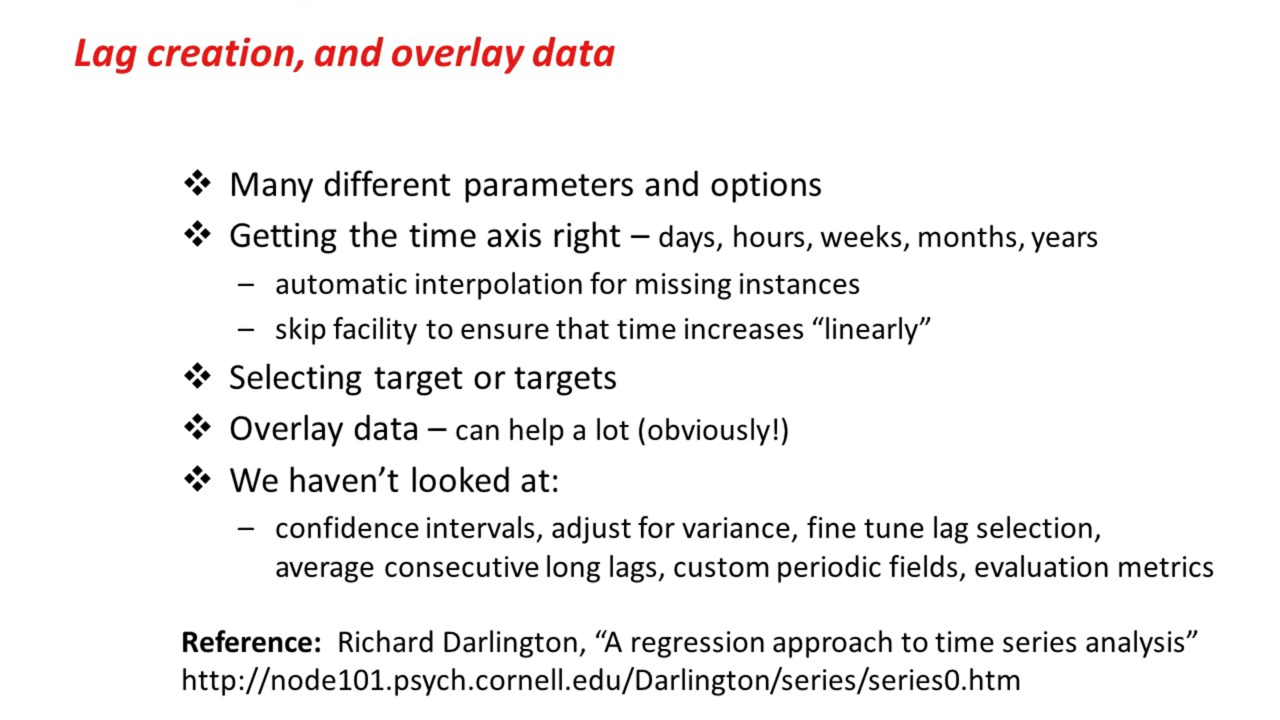 Lag creation, and overlay data
❖ Many different parameters and options
❖ Getting the time axis right – days, hours, weeks, months, years
– automatic interpolation for missing instances
– skip facility to ensure that time increases “linearly”
❖ Selecting target or targets
❖ Overlay data – can help a lot (obviously!)
❖ We haven’t looked at:
– confidence intervals, adjust for variance, fine tune lag selection,
average consecutive long lags, custom periodic fields, evaluation metrics
Reference: Richard Darlington, “A regression approach to time series analysis”
http://node101.psych.cornell.edu/Darlington/series/series0.htm